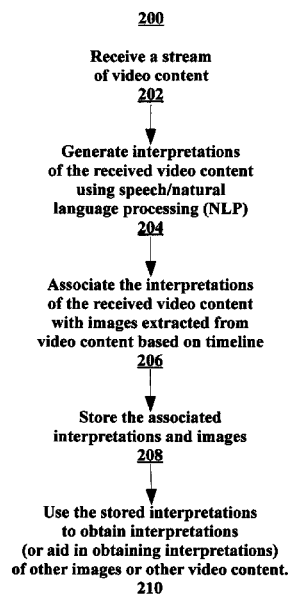 200
Receive a stream
of video content
202
Generate interpretations
of the received video content
using speech/natural
language processing (NLP)
204
Associate the interpretations
of the received video content
with images extracted from
video content based on timeline
206
Store the associated
interpretations and images
208
Use the stored interpretations
to obtain interpretations
(or aid in obtaining interpretations)
of other images or other video content.
210